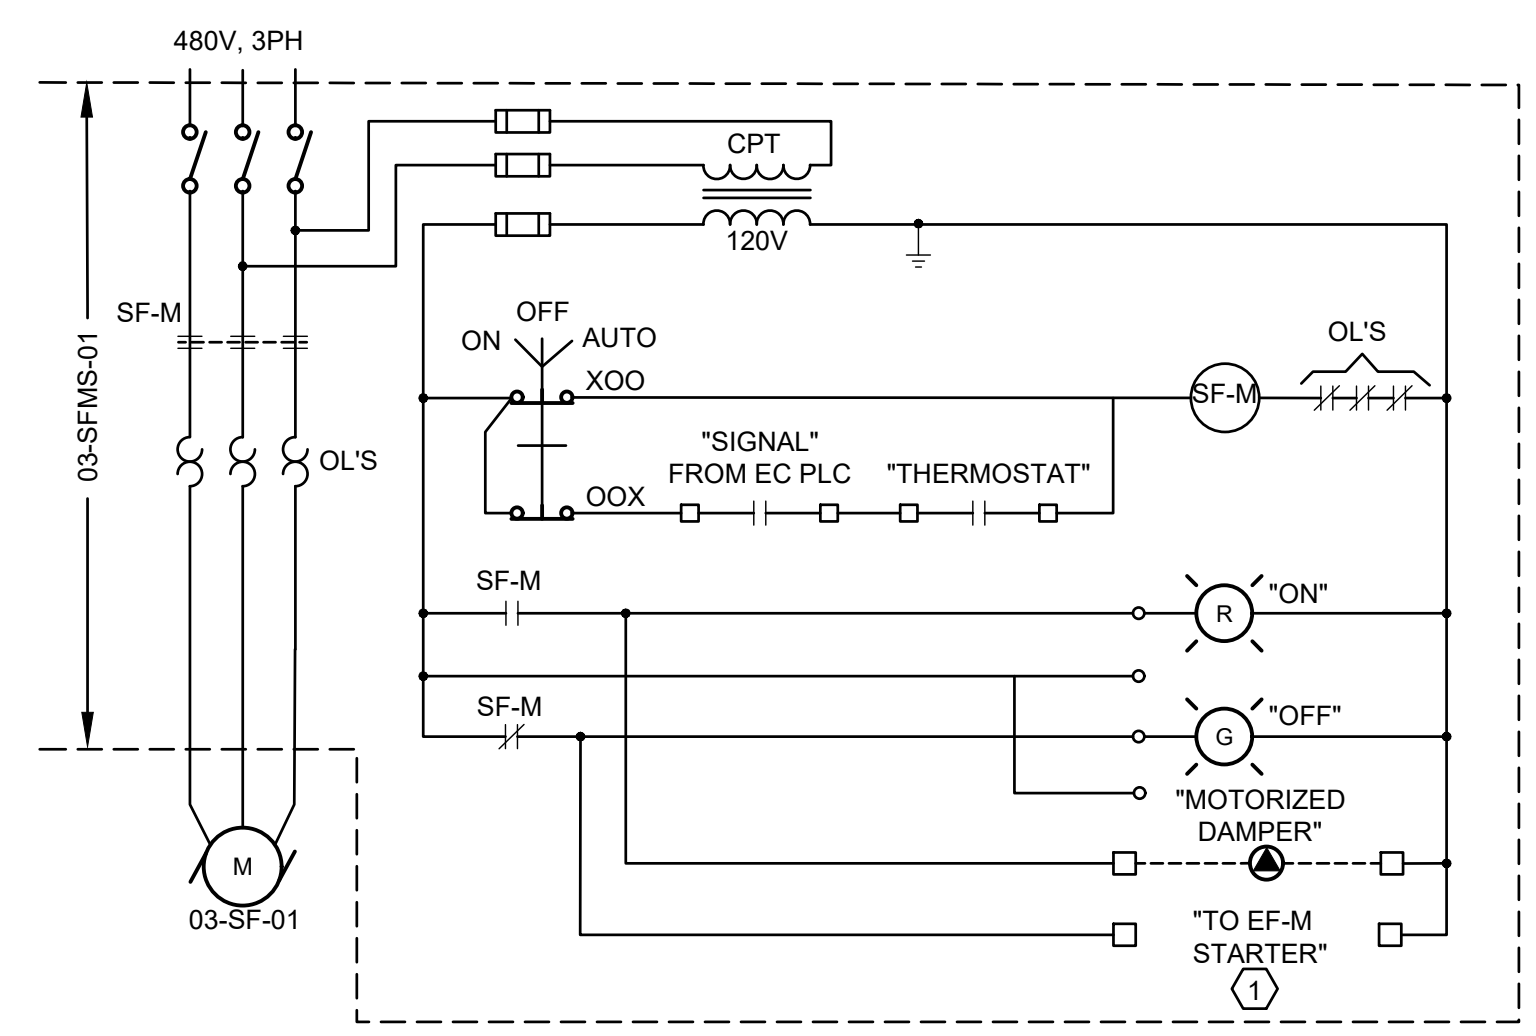 480V, 3PH
CPT
120V
SF-M
03-SFMS-01
OFF
ON
AUTO
XOO
OL'S
SF-M
OL'S
"SIGNAL"
FROM EC PLC
"THERMOSTAT"
OOX
SF-M
"ON"
R
SF-M
"OFF"
G
"MOTORIZED
DAMPER"
M
03-SF-01
"TO EF-M
STARTER"
1